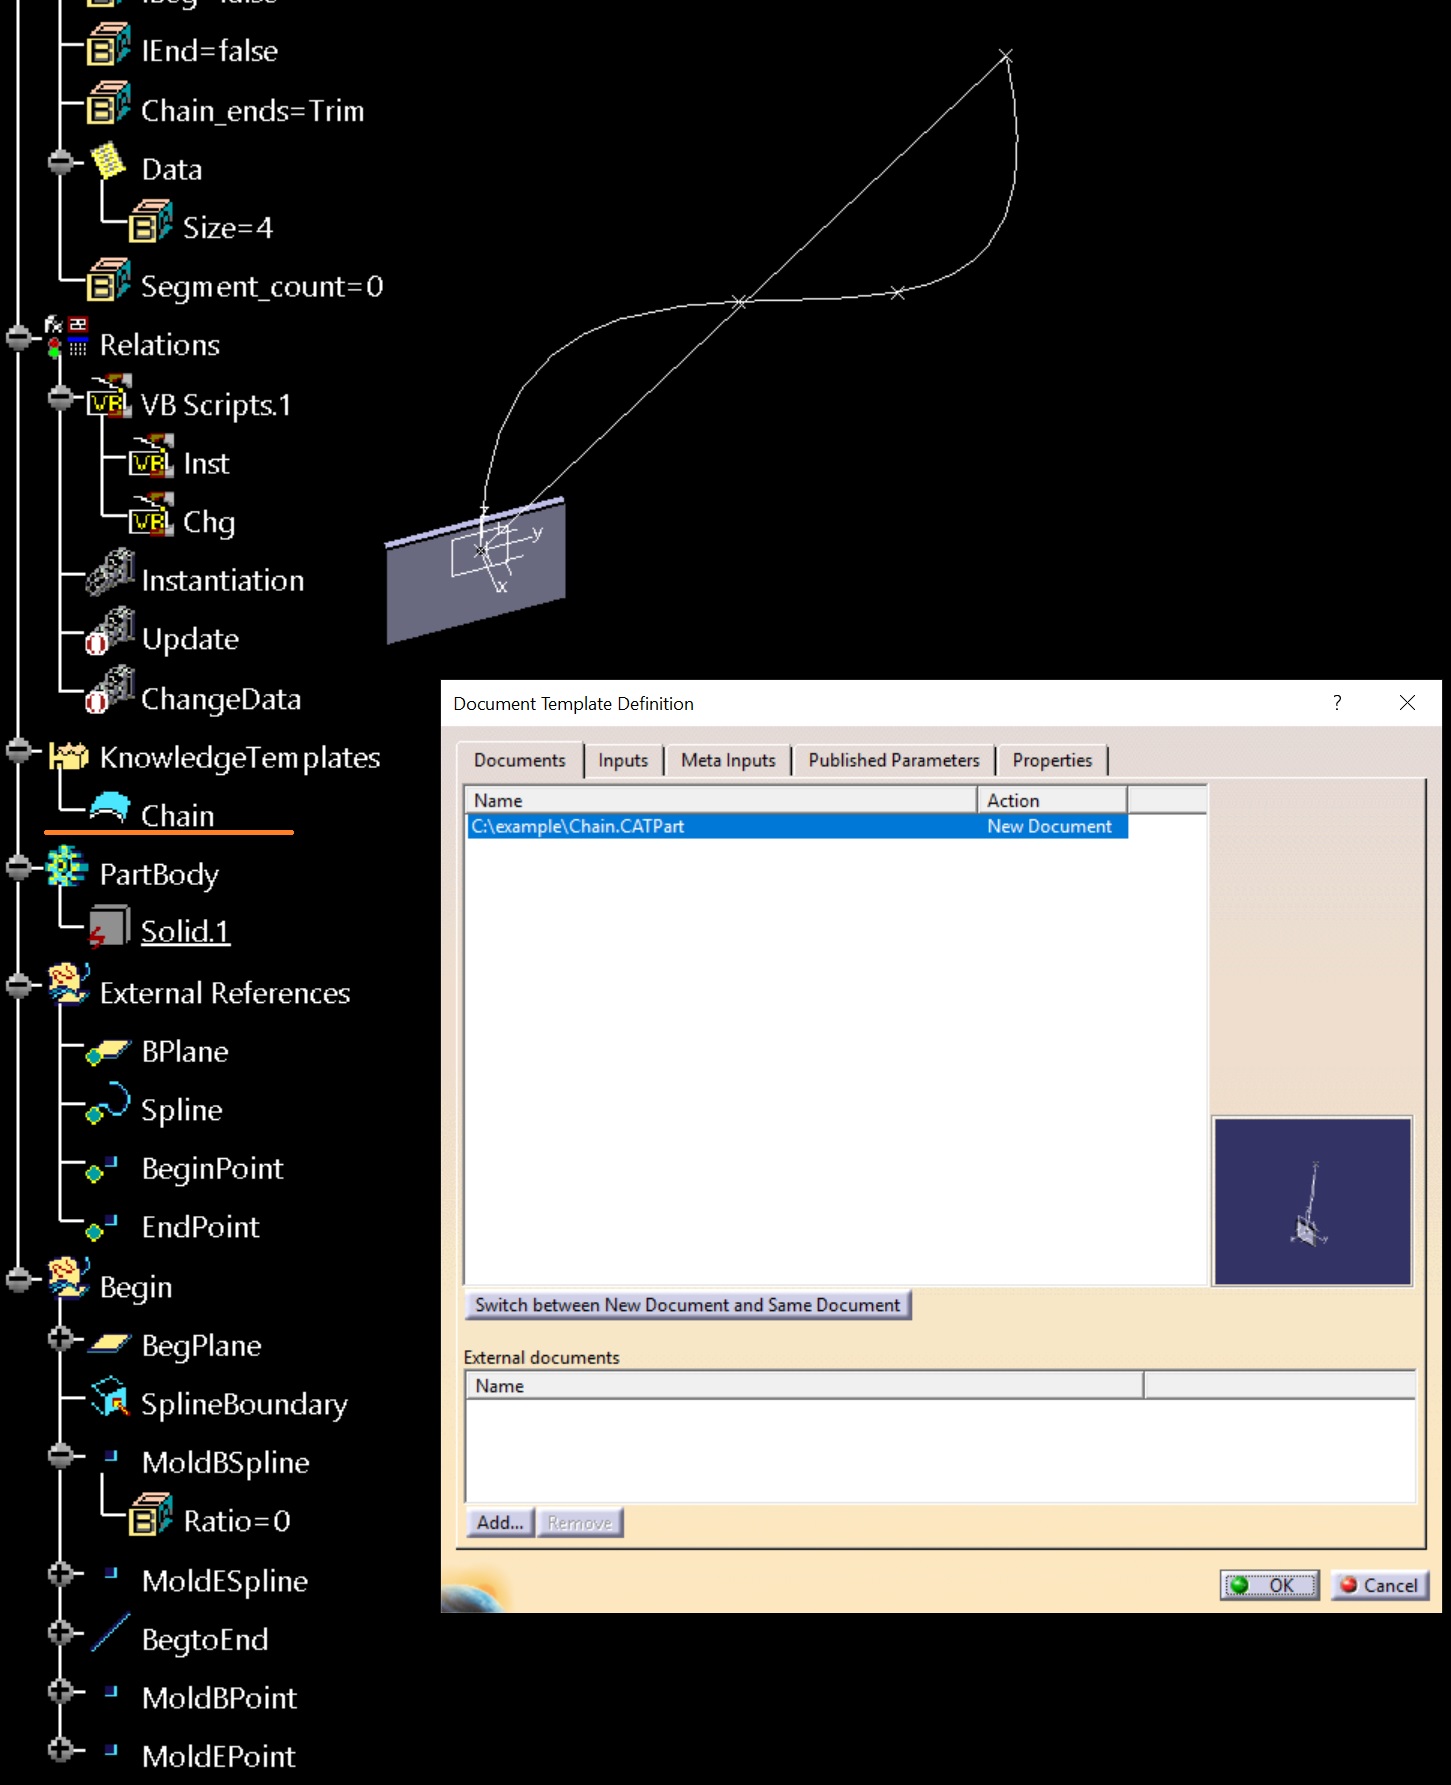 IBeg=false
IEnd=false
Chain_ends=Trim
Data
Size=4
Segment_count=0
Relations
VB Scripts.1
Inst
Chg
Instantiation
Update
ChangeData
KnowledgeTemplates
Chain
PartBody
Solid.1
External References
BPlane
Spline
BeginPoint
EndPoint
Begin
BegPlane
SplineBoundary
MoldBSpline
Ratio=0
MoldESpline
BegtoEnd
MoldBPoint
MoldEPoint
z
y
x
Document Template Definition
Documents Inputs Meta Inputs Published Parameters Properties
Name Action
C:\example\Chain.CATPart New Document
Switch between New Document and Same Document
External documents
Name
Add... Remove
OK Cancel